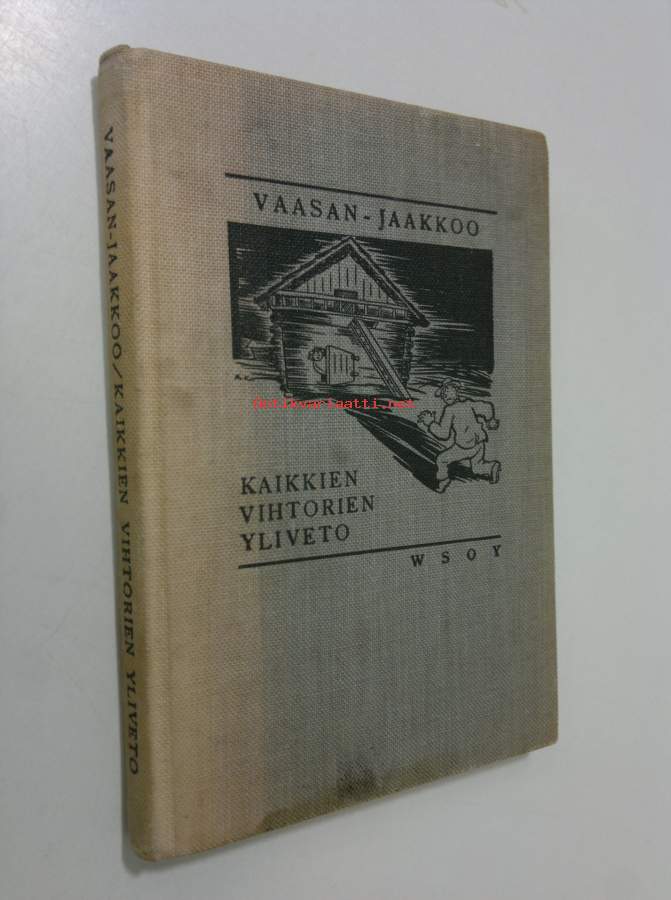 VAASAN-JAAKKOO/KAIKKIEN VIHTORIEN YLIVETO
VAASAN-JAAKKOO
antikvariaatti.net
KAIKKIEN
VIHTORIEN
YLIVETO
WSOY